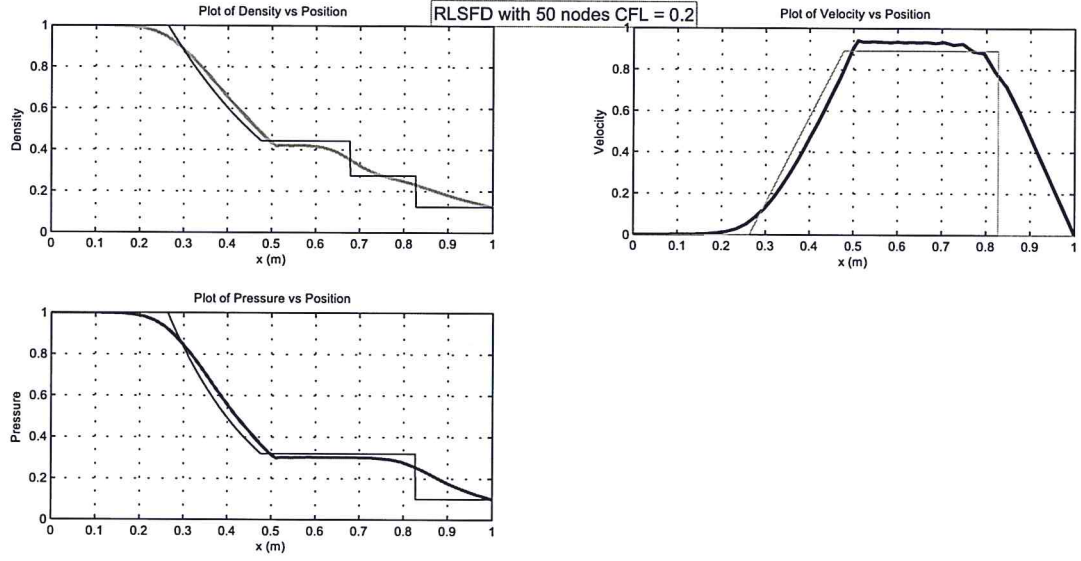 RLSFD with 50 nodes CFL = 0.2
Plot of Density vs Position
1
0.8
0.6
0.4
0.2
0
Density
0 0.1 0.2 0.3 0.4 0.5 0.6 0.7 0.8 0.9 1
x (m)
Plot of Velocity vs Position
1
0.8
0.6
0.4
0.2
0
Velocity
0 0.1 0.2 0.3 0.4 0.5 0.6 0.7 0.8 0.9 1
x (m)
Plot of Pressure vs Position
1
0.8
0.6
0.4
0.2
0
Pressure
0 0.1 0.2 0.3 0.4 0.5 0.6 0.7 0.8 0.9 1
x (m)